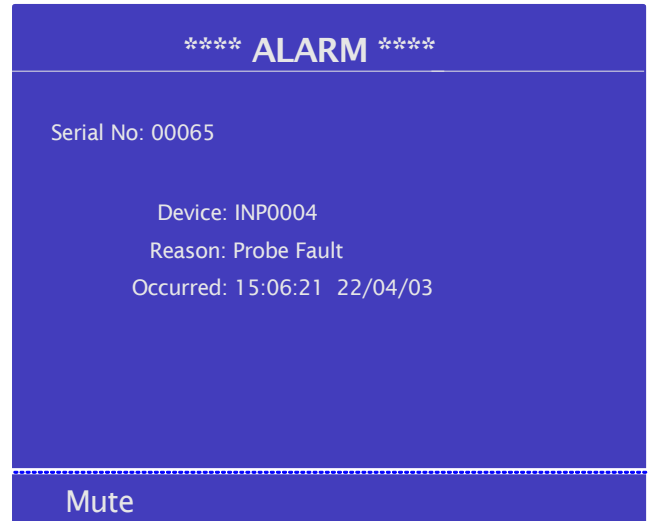 **** ALARM ****
Serial No: 00065
Device: INP0004
Reason: Probe Fault
Occurred: 15:06:21 22/04/03
Mute